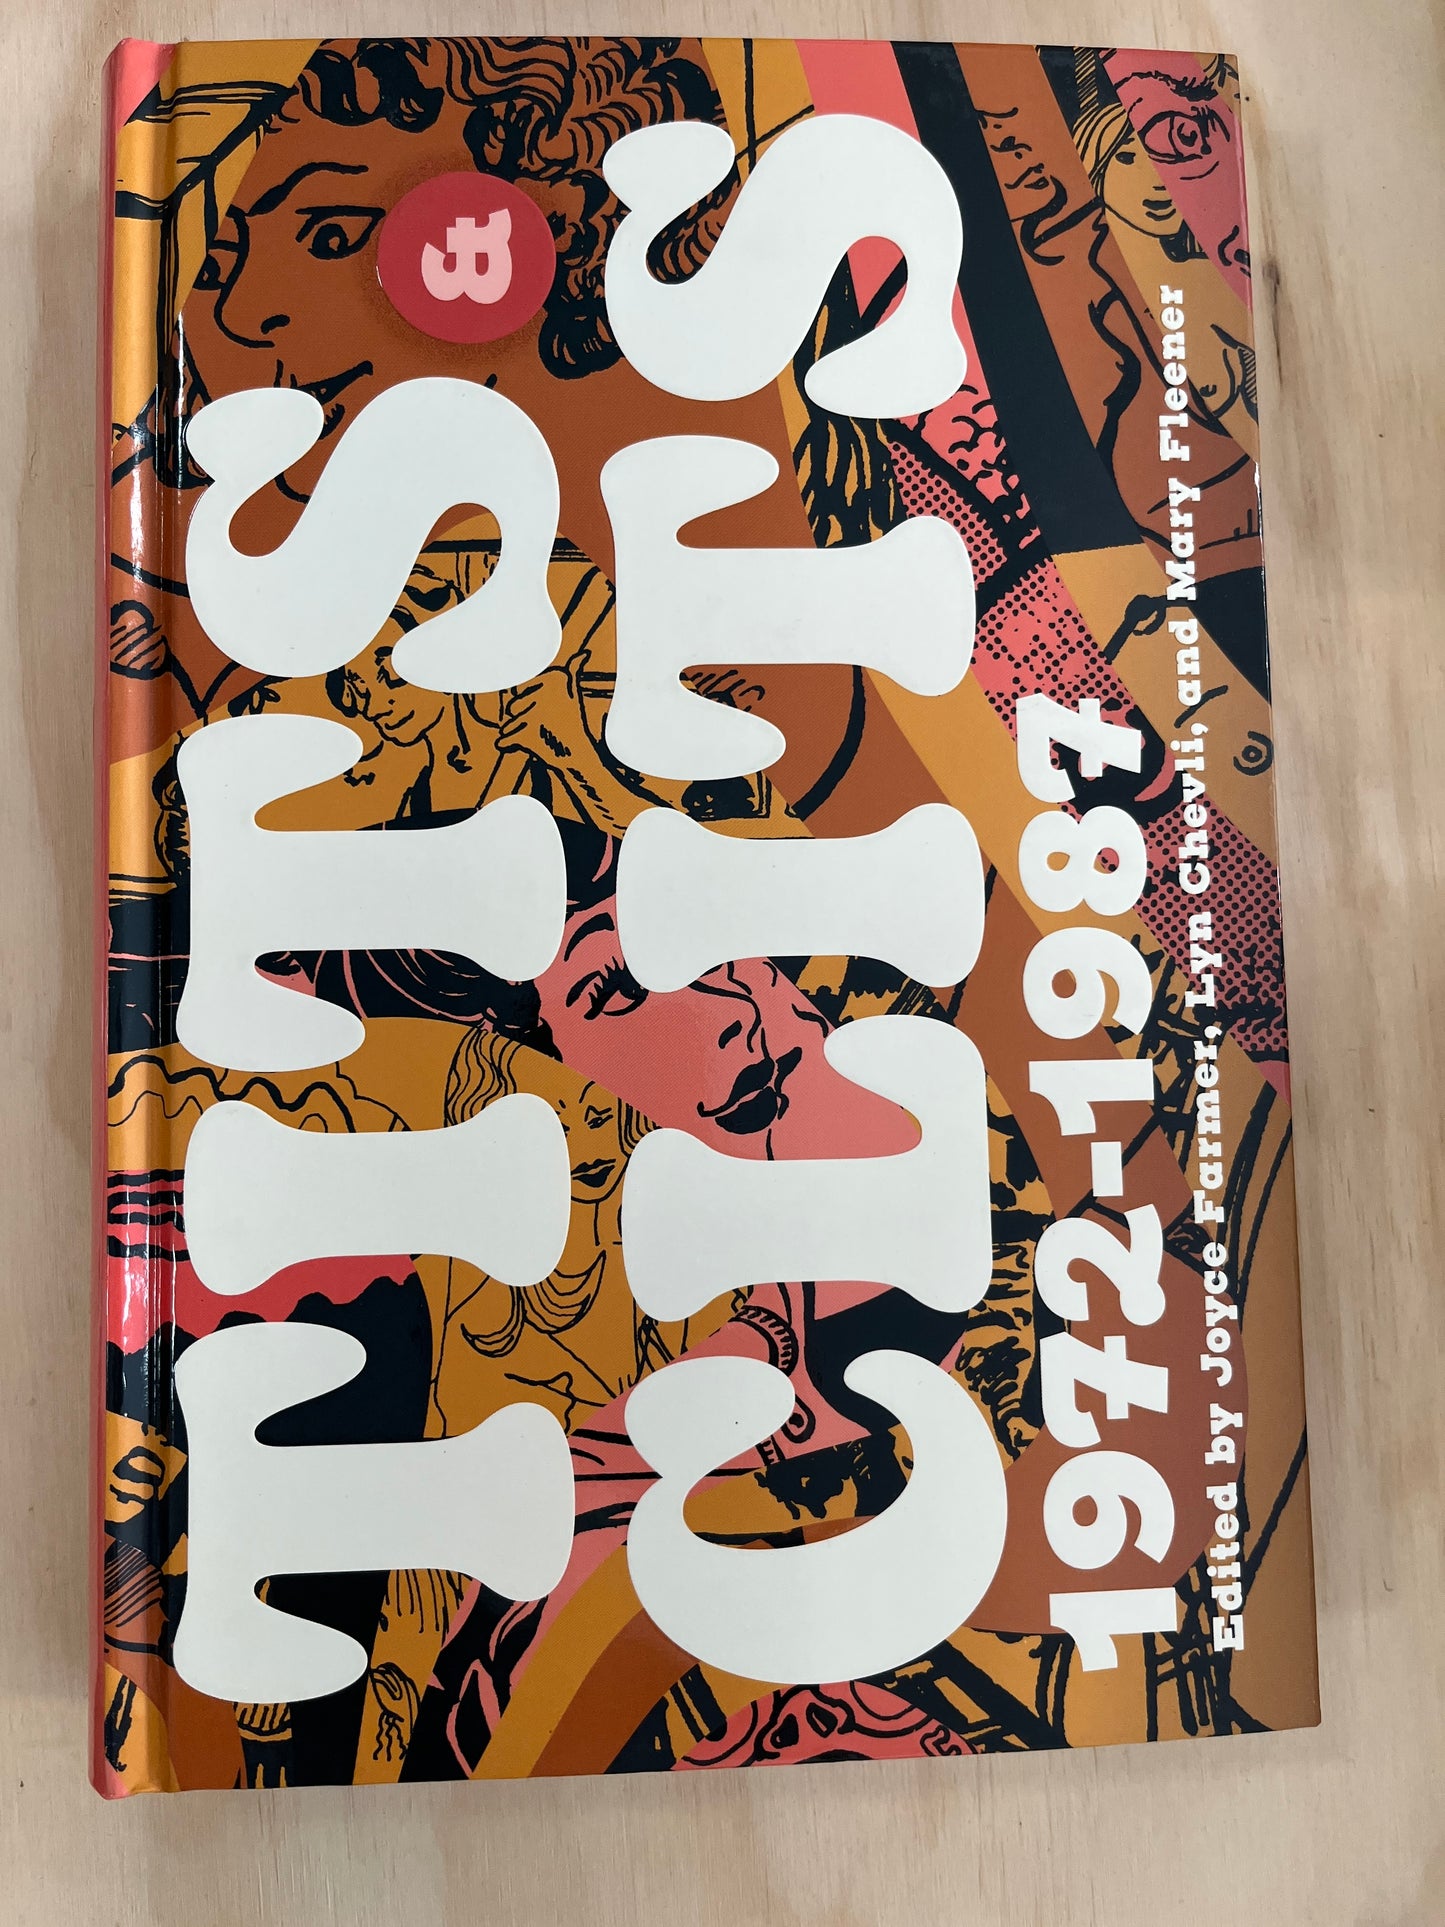 TITS
&
CLITS
1972-1987
Edited by Joyce Farmer, Lyn Chevli, and Mary Fleener